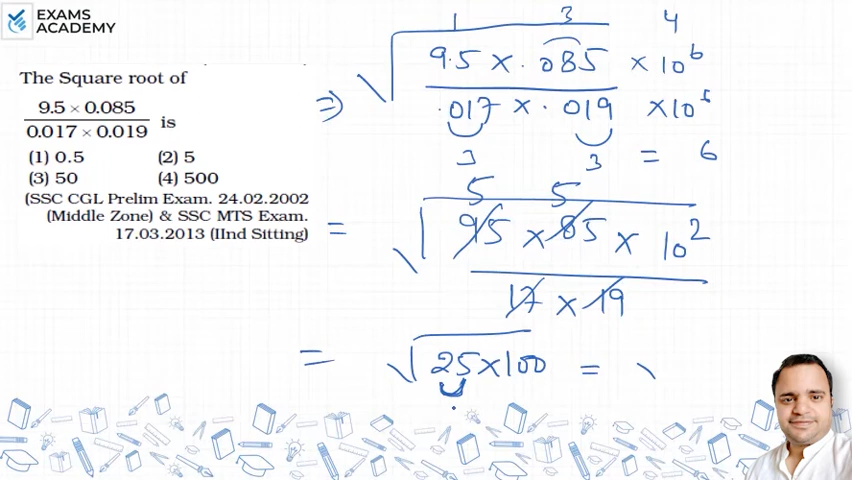 EXAMS
ACADEMY
The Square root of
9.5 × 0.085
0.017 × 0.019 is
(1) 0.5 (2) 5
(3) 50 (4) 500
(SSC CGL Prelim Exam. 24.02.2002
(Middle Zone) & SSC MTS Exam.
17.03.2013 (IInd Sitting)
1 3 4
⇒ √ 9.5 × .085 × 10⁶
.017 × .019 × 10⁶
3 3 = 6
5 5
= √ 95 × 85 × 10²
17 × 19
= √ 25 × 100 =